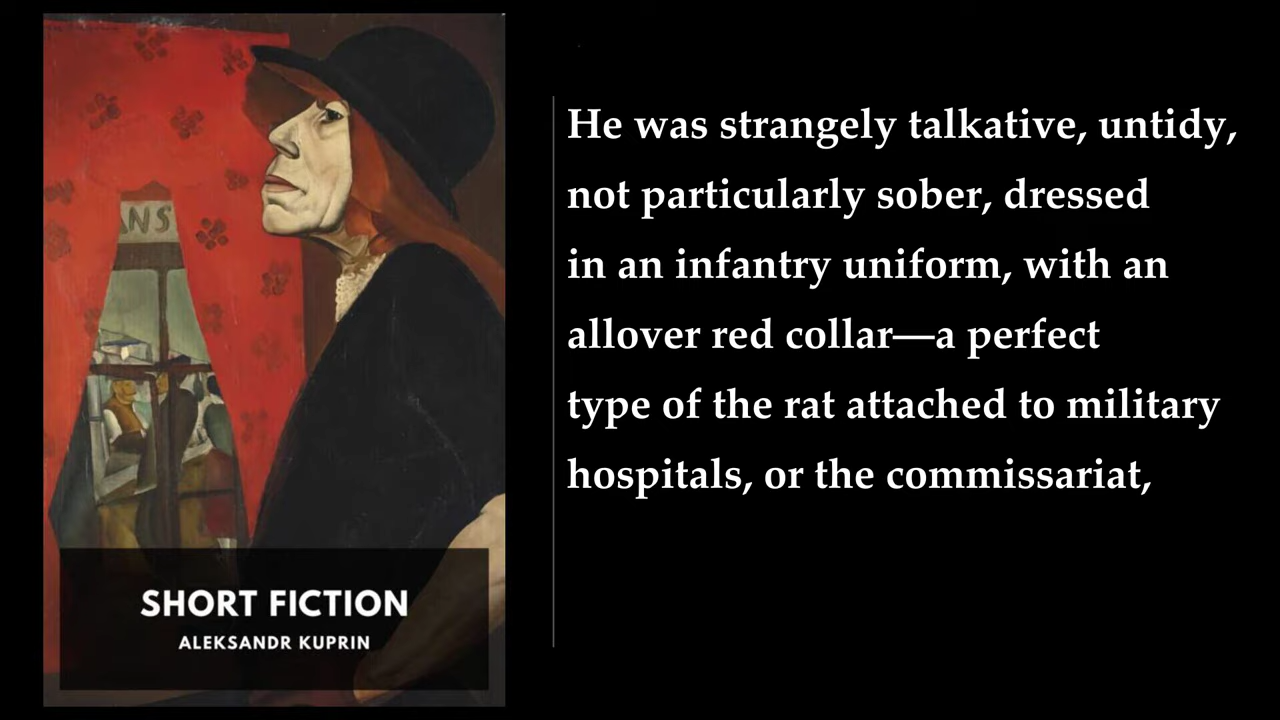 ANS
SHORT FICTION
ALEKSANDR KUPRIN
He was strangely talkative, untidy,
not particularly sober, dressed
in an infantry uniform, with an
allover red collar—a perfect
type of the rat attached to military
hospitals, or the commissariat,